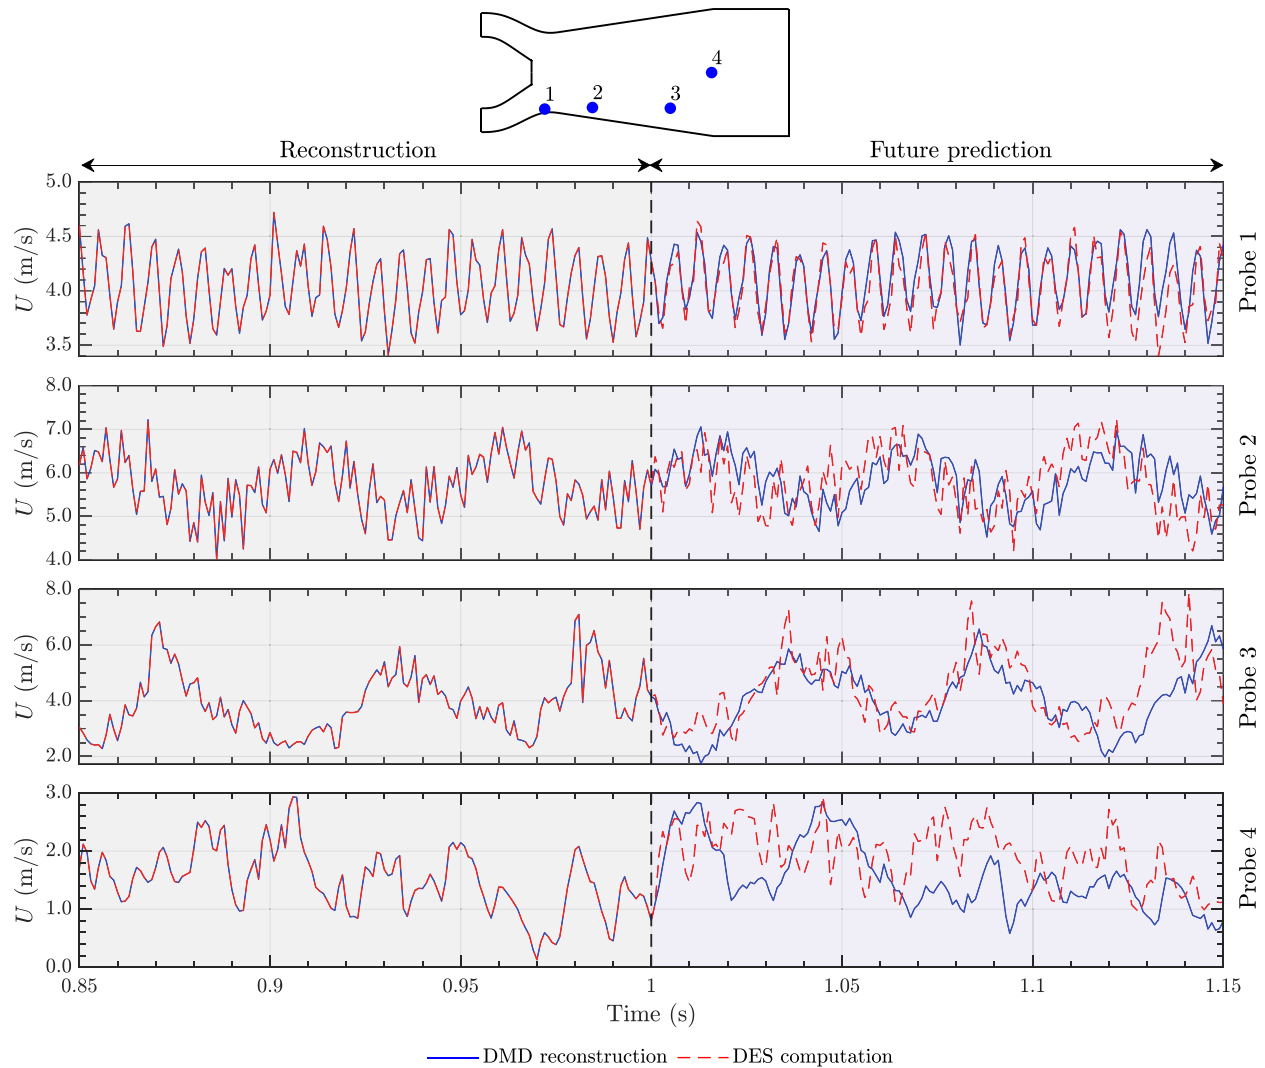 1 2 3 4
Reconstruction Future prediction
5.0
4.5
4.0
3.5
U (m/s)
Probe 1
8.0
7.0
6.0
5.0
4.0
U (m/s)
Probe 2
8.0
6.0
4.0
2.0
U (m/s)
Probe 3
3.0
2.0
1.0
0.0
U (m/s)
Probe 4
0.85 0.9 0.95 1 1.05 1.1 1.15
Time (s)
DMD reconstruction DES computation